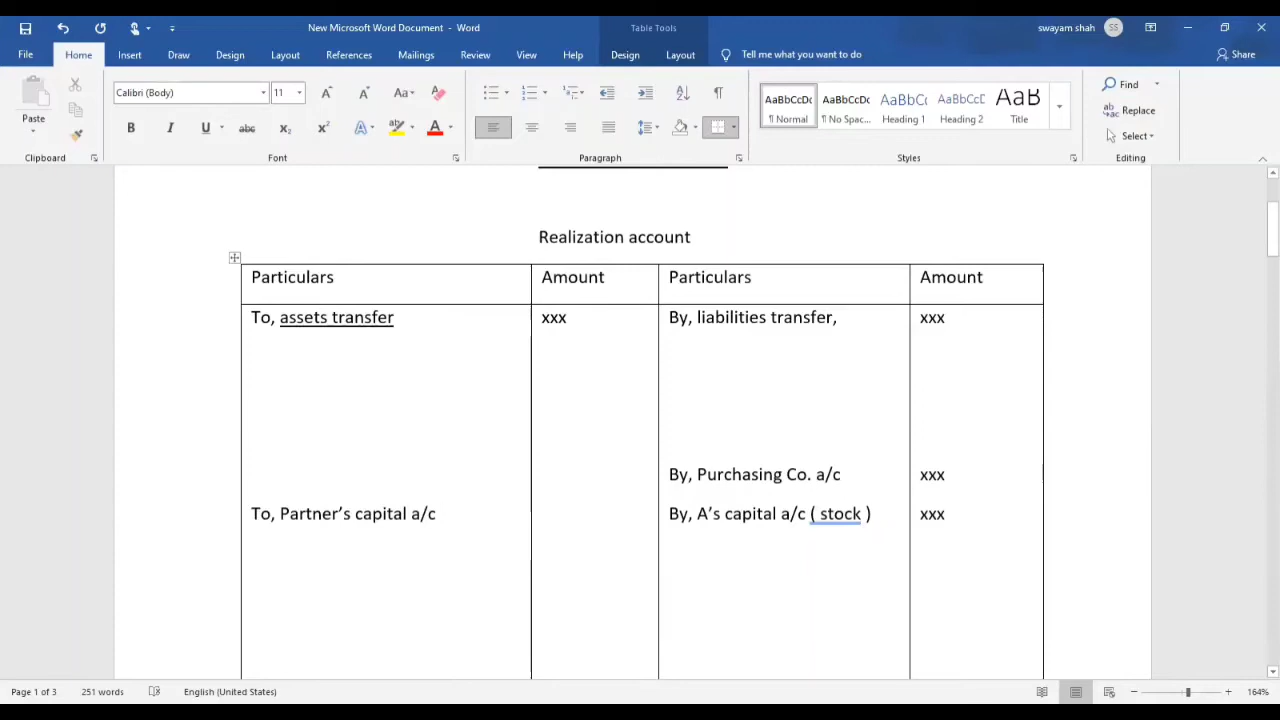 New Microsoft Word Document - Word
Table Tools
swayam shah
SS
File
Home
Insert
Draw
Design
Layout
References
Mailings
Review
View
Help
Design
Layout
Tell me what you want to do
Share
Paste
Clipboard
Calibri (Body)
11
Font
Paragraph
AaBbCcDc
¶ Normal
AaBbCcDc
¶ No Spac...
AaBbCc
Heading 1
AaBbCcD
Heading 2
AaB
Title
Styles
Find
Replace
Select
Editing
Realization account
Particulars Amount Particulars Amount
To, assets transfer xxx By, liabilities transfer, xxx
By, Purchasing Co. a/c xxx
To, Partner’s capital a/c By, A’s capital a/c ( stock ) xxx
Page 1 of 3 251 words English (United States) 164%